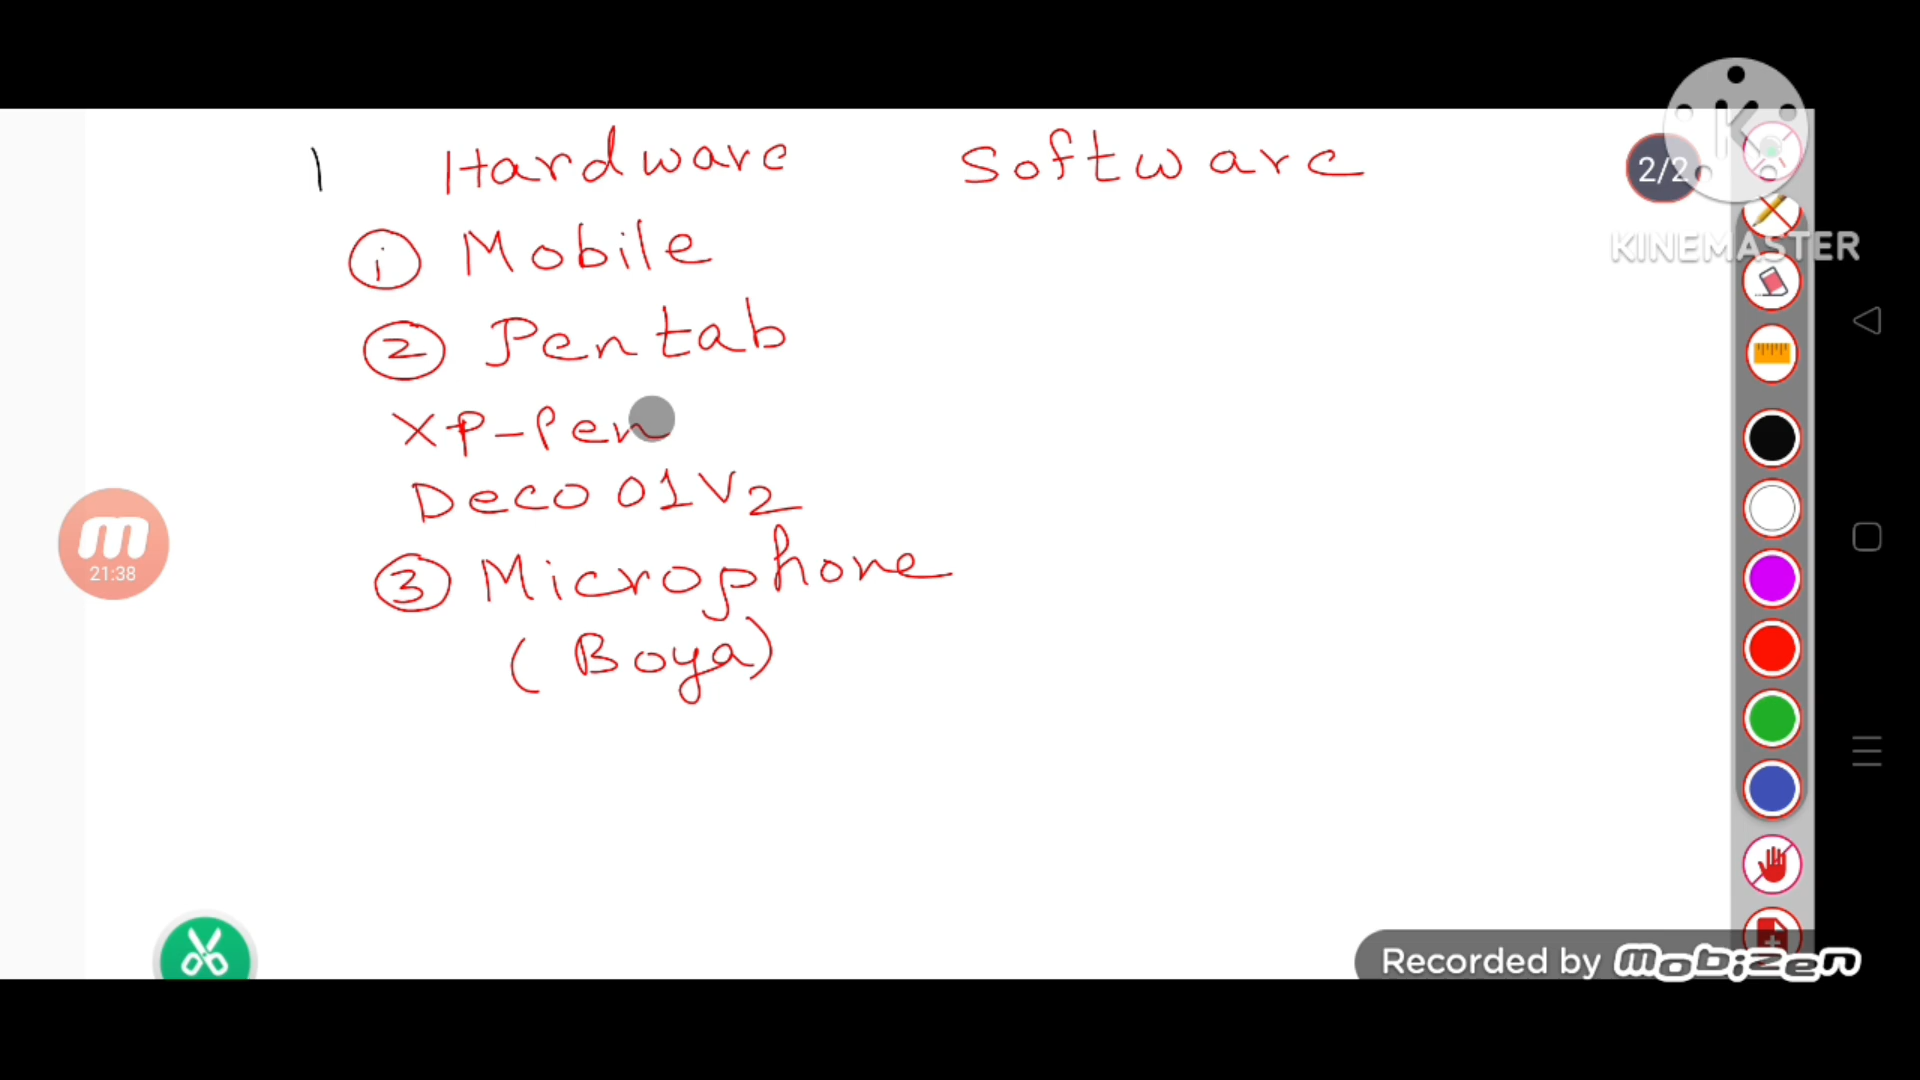 1 Hardware Software
i Mobile
2 Pentab
XP-Pen
Deco 01V2
3 Microphone
(Boya)
2/2
KINEMASTER
21:38
Recorded by Mobizen